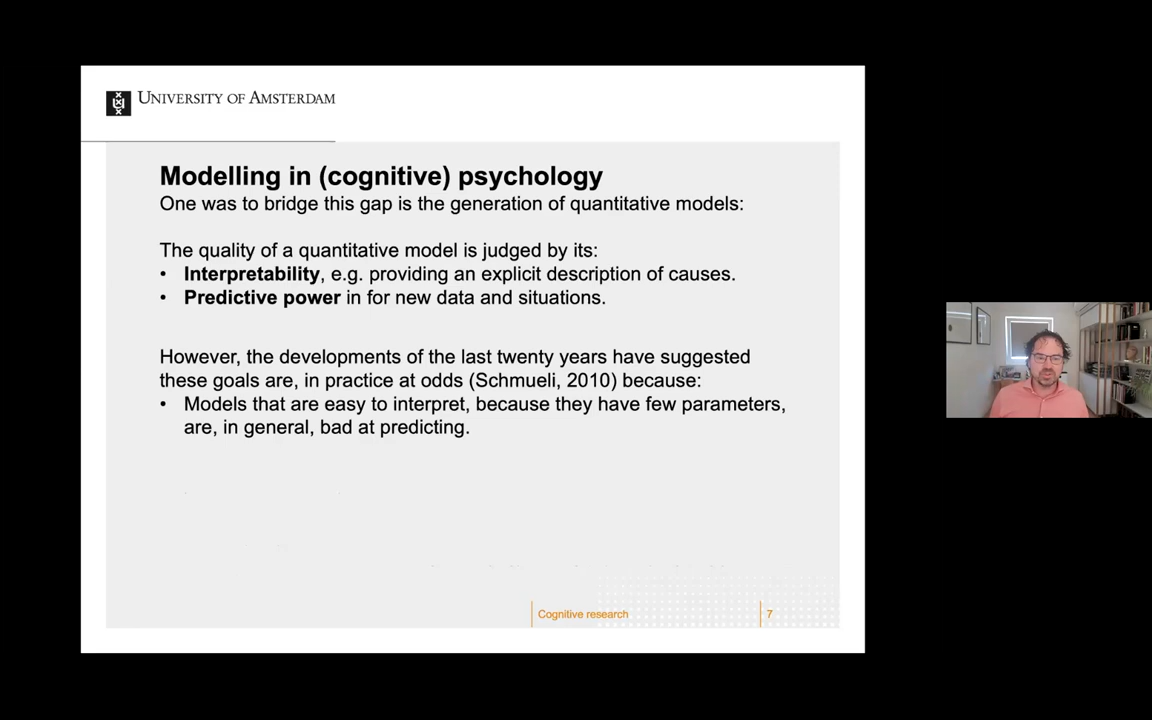 UNIVERSITY OF AMSTERDAM
Modelling in (cognitive) psychology
One was to bridge this gap is the generation of quantitative models:
The quality of a quantitative model is judged by its:
• Interpretability, e.g. providing an explicit description of causes.
• Predictive power in for new data and situations.
However, the developments of the last twenty years have suggested
these goals are, in practice at odds (Schmueli, 2010) because:
• Models that are easy to interpret, because they have few parameters,
are, in general, bad at predicting.
Cognitive research
7